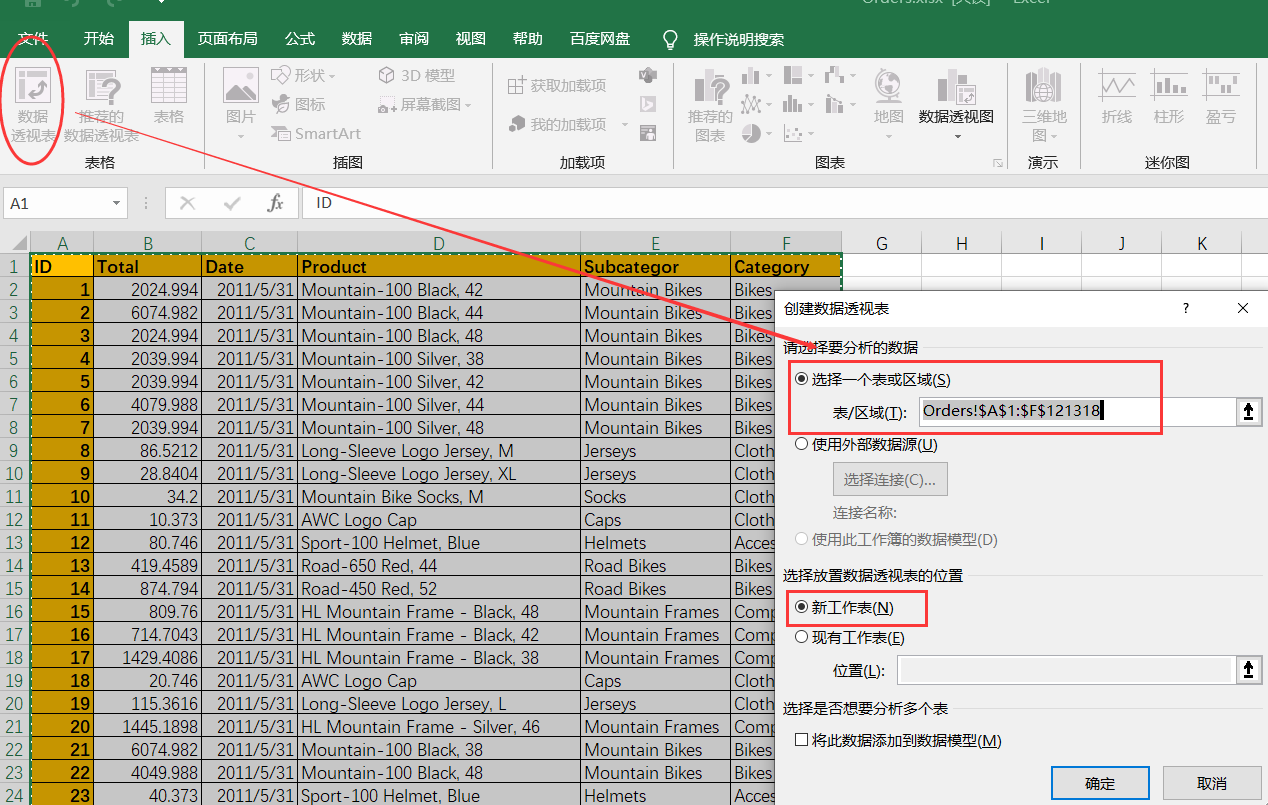 Orders.xlsx [只读] - Excel
文件 开始 插入 页面布局 公式 数据 审阅 视图 帮助 百度网盘 操作说明搜索
数据
透视表
推荐的
数据透视表
表格
表格
图片
形状
图标
SmartArt
3D 模型
屏幕截图
插图
获取加载项
我的加载项
加载项
推荐的
图表
地图
数据透视图
图表
三维地
图
演示
折线
柱形
盈亏
迷你图
A1 fx ID
A B C D E F G H I J K
1 ID Total Date Product Subcategor Category
2 1 2024.994 2011/5/31 Mountain-100 Black, 42 Mountain Bikes Bikes
3 2 6074.982 2011/5/31 Mountain-100 Black, 44 Mountain Bikes Bikes
4 3 2024.994 2011/5/31 Mountain-100 Black, 48 Mountain Bikes Bikes
5 4 2039.994 2011/5/31 Mountain-100 Silver, 38 Mountain Bikes Bikes
6 5 2039.994 2011/5/31 Mountain-100 Silver, 42 Mountain Bikes Bikes
7 6 4079.988 2011/5/31 Mountain-100 Silver, 44 Mountain Bikes Bikes
8 7 2039.994 2011/5/31 Mountain-100 Silver, 48 Mountain Bikes Bikes
9 8 86.5212 2011/5/31 Long-Sleeve Logo Jersey, M Jerseys Cloth
10 9 28.8404 2011/5/31 Long-Sleeve Logo Jersey, XL Jerseys Cloth
11 10 34.2 2011/5/31 Mountain Bike Socks, M Socks Cloth
12 11 10.373 2011/5/31 AWC Logo Cap Caps Cloth
13 12 80.746 2011/5/31 Sport-100 Helmet, Blue Helmets Acces
14 13 419.4589 2011/5/31 Road-650 Red, 44 Road Bikes Bikes
15 14 874.794 2011/5/31 Road-450 Red, 52 Road Bikes Bikes
16 15 809.76 2011/5/31 HL Mountain Frame - Black, 48 Mountain Frames Comp
17 16 714.7043 2011/5/31 HL Mountain Frame - Black, 42 Mountain Frames Comp
18 17 1429.4086 2011/5/31 HL Mountain Frame - Black, 38 Mountain Frames Comp
19 18 20.746 2011/5/31 AWC Logo Cap Caps Cloth
20 19 115.3616 2011/5/31 Long-Sleeve Logo Jersey, L Jerseys Cloth
21 20 1445.1898 2011/5/31 HL Mountain Frame - Silver, 46 Mountain Frames Comp
22 21 6074.982 2011/5/31 Mountain-100 Black, 38 Mountain Bikes Bikes
23 22 4049.988 2011/5/31 Mountain-100 Black, 48 Mountain Bikes Bikes
24 23 40.373 2011/5/31 Sport-100 Helmet, Blue Helmets Acces
创建数据透视表 ? ×
请选择要分析的数据
选择一个表或区域(S)
表/区域(T): Orders!$A$1:$F$121318
使用外部数据源(U)
选择连接(C)...
连接名称:
使用此工作簿的数据模型(D)
选择放置数据透视表的位置
新工作表(N)
现有工作表(E)
位置(L):
选择是否想要分析多个表
将此数据添加到数据模型(M)
确定 取消